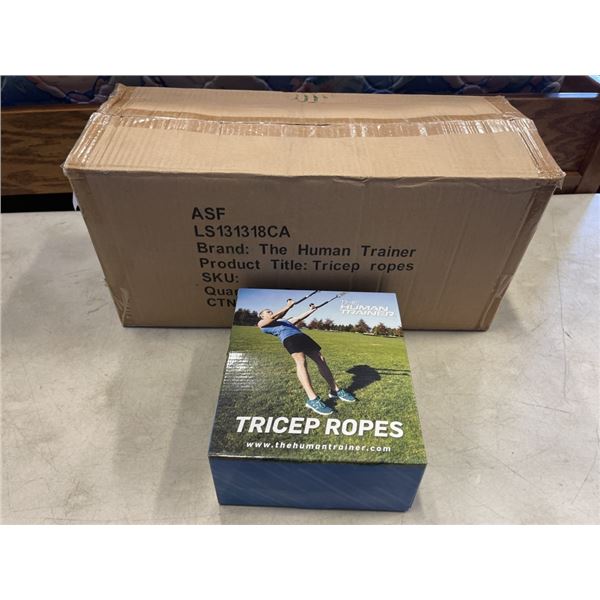 ASF
LS131318CA
Brand: The Human Trainer
Product Title: Tricep ropes
SKU:
CTN
THE
HUMAN
TRAINER
TRICEP ROPES
www.thehumantrainer.com